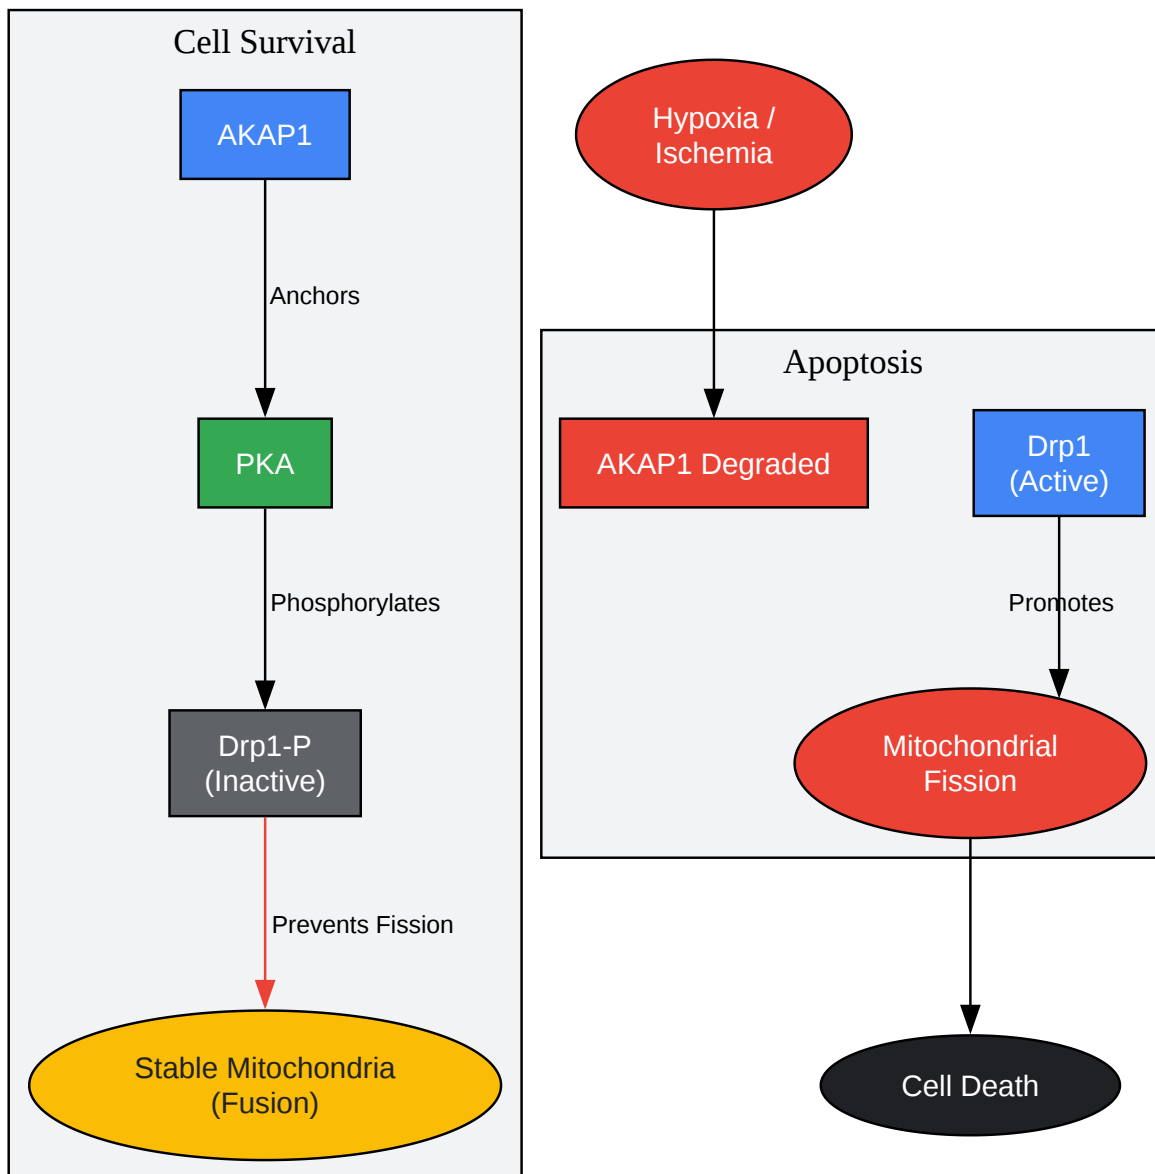 Cell Survival
AKAP1
Anchors
PKA
Phosphorylates
Drp1-P
(Inactive)
Prevents Fission
Stable Mitochondria
(Fusion)
Hypoxia /
Ischemia
Apoptosis
AKAP1 Degraded
Drp1
(Active)
Promotes
Mitochondrial
Fission
Cell Death